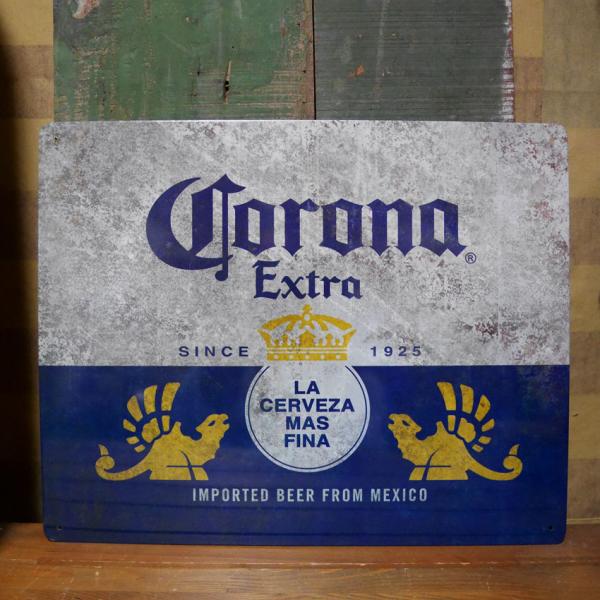 Corona
®
Extra
SINCE 1925
LA
CERVEZA
MAS
FINA
IMPORTED BEER FROM MEXICO